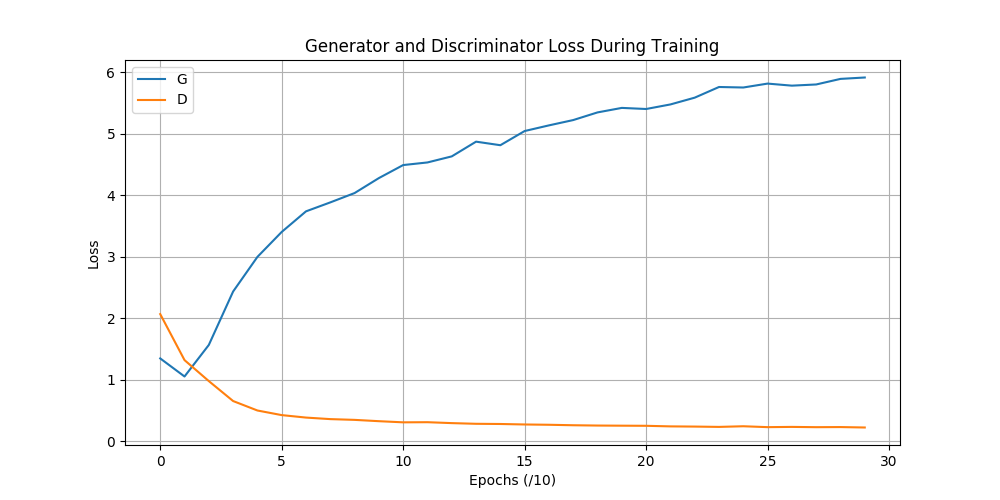 Generator and Discriminator Loss During Training
G
D
6
5
4
3
2
1
0
Loss
0 5 10 15 20 25 30
Epochs (/10)